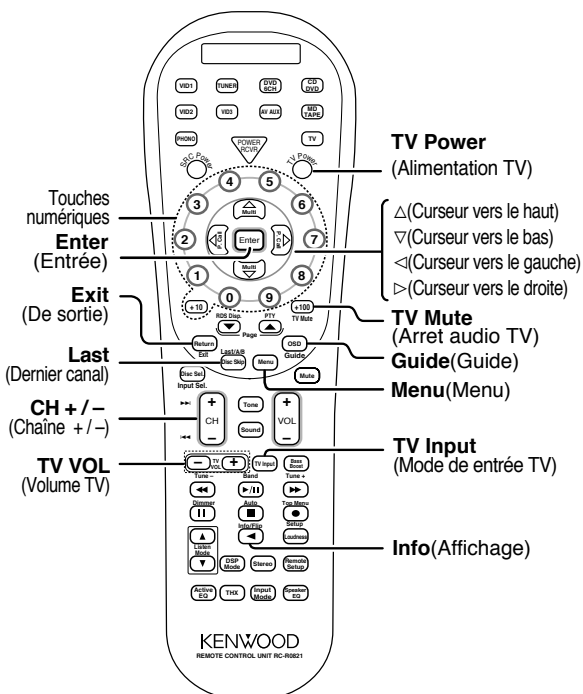 VID1 TUNER DVD 6CH CD DVD
VID2 VID3 AV AUX MD TAPE
PHONO TV
POWER RCVR
SRC Power
TV Power
4 5
3 6
2 7
1 8
0 9
+10 +100
Multi
P.Call Enter P.Call
Multi
TV Mute
RDS Disp. PTY
Page
Return OSD
Exit Guide
Last/A/B
Disc Skip Menu
Disc Sel. Mute
Input Sel.
+ Tone +
CH Sound VOL
– –
– TV VOL + TV Input Bass Boost
Tune – Band Tune +
Dimmer Auto Top Menu
Info/Flip Setup
Loudness
Listen Mode
DSP Mode Stereo Remote Setup
Active EQ THX Input Mode Speaker EQ
KENWOOD
REMOTE CONTROL UNIT RC-R0821
Touches
numériques
Enter
(Entrée)
Exit
(De sortie)
Last
(Dernier canal)
CH + / –
(Chaîne + / –)
TV VOL
(Volume TV)
TV Power
(Alimentation TV)
△(Curseur vers le haut)
▽(Curseur vers le bas)
◁(Curseur vers le gauche)
▷(Curseur vers le droite)
TV Mute
(Arret audio TV)
Guide(Guide)
Menu(Menu)
TV Input
(Mode de entrée TV)
Info(Affichage)